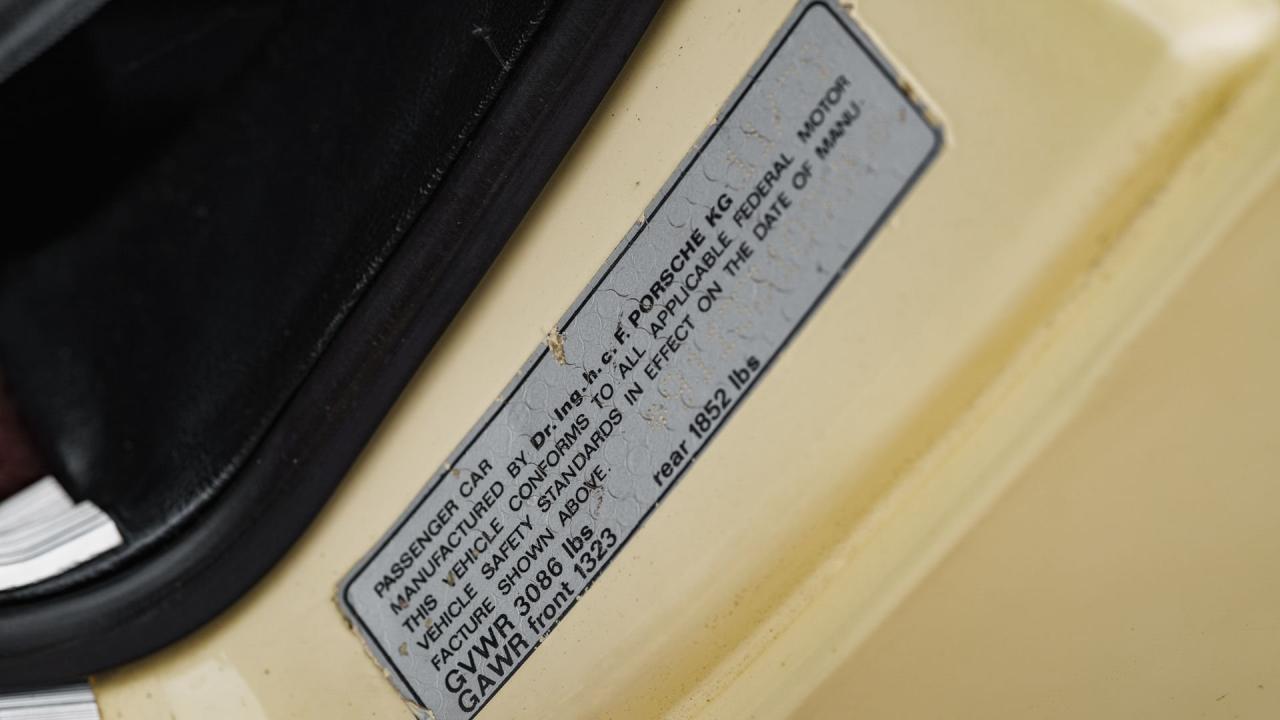 PASSENGER CAR
MANUFACTURED BY Dr. Ing. h. c. F. PORSCHE KG
THIS VEHICLE CONFORMS TO ALL APPLICABLE FEDERAL MOTOR
VEHICLE SAFETY STANDARDS IN EFFECT ON THE DATE OF MANU-
FACTURE SHOWN ABOVE.
GVWR 3086 lbs
GAWR front 1323 rear 1852 lbs